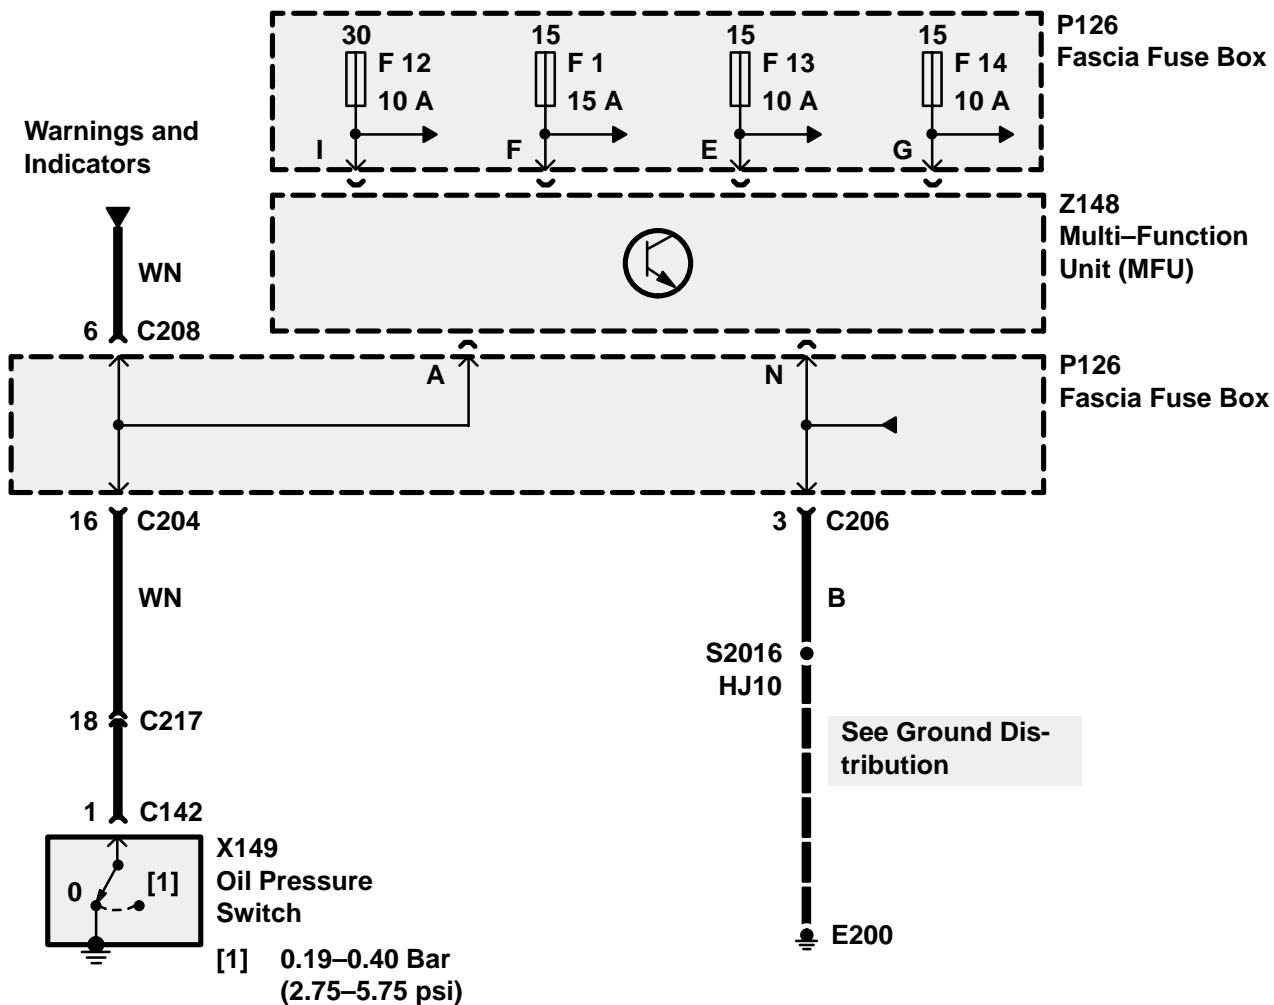 P126
Fascia Fuse Box
30 15 15 15
F 12 F 1 F 13 F 14
10 A 15 A 10 A 10 A
I F E G
Warnings and
Indicators
Z148
Multi–Function
Unit (MFU)
WN
6 C208
A N
P126
Fascia Fuse Box
16 C204
3 C206
WN
B
S2016
HJ10
18 C217
See Ground Dis-
tribution
1 C142
X149
Oil Pressure
Switch
0 [1]
E200
[1] 0.19–0.40 Bar
(2.75–5.75 psi)